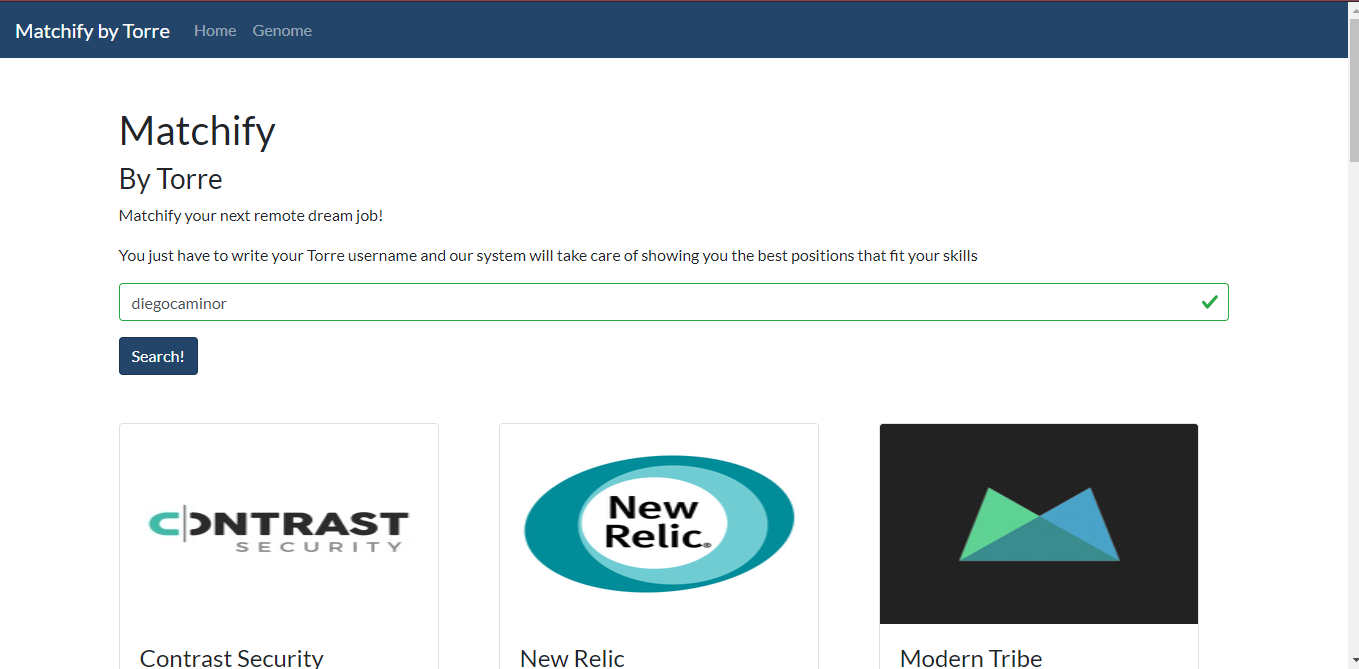 Matchify by Torre Home Genome
Matchify
By Torre
Matchify your next remote dream job!
You just have to write your Torre username and our system will take care of showing you the best positions that fit your skills
diegocaminor
Search!
CONTRAST
SECURITY
New
Relic®
Contrast Security
New Relic
Modern Tribe